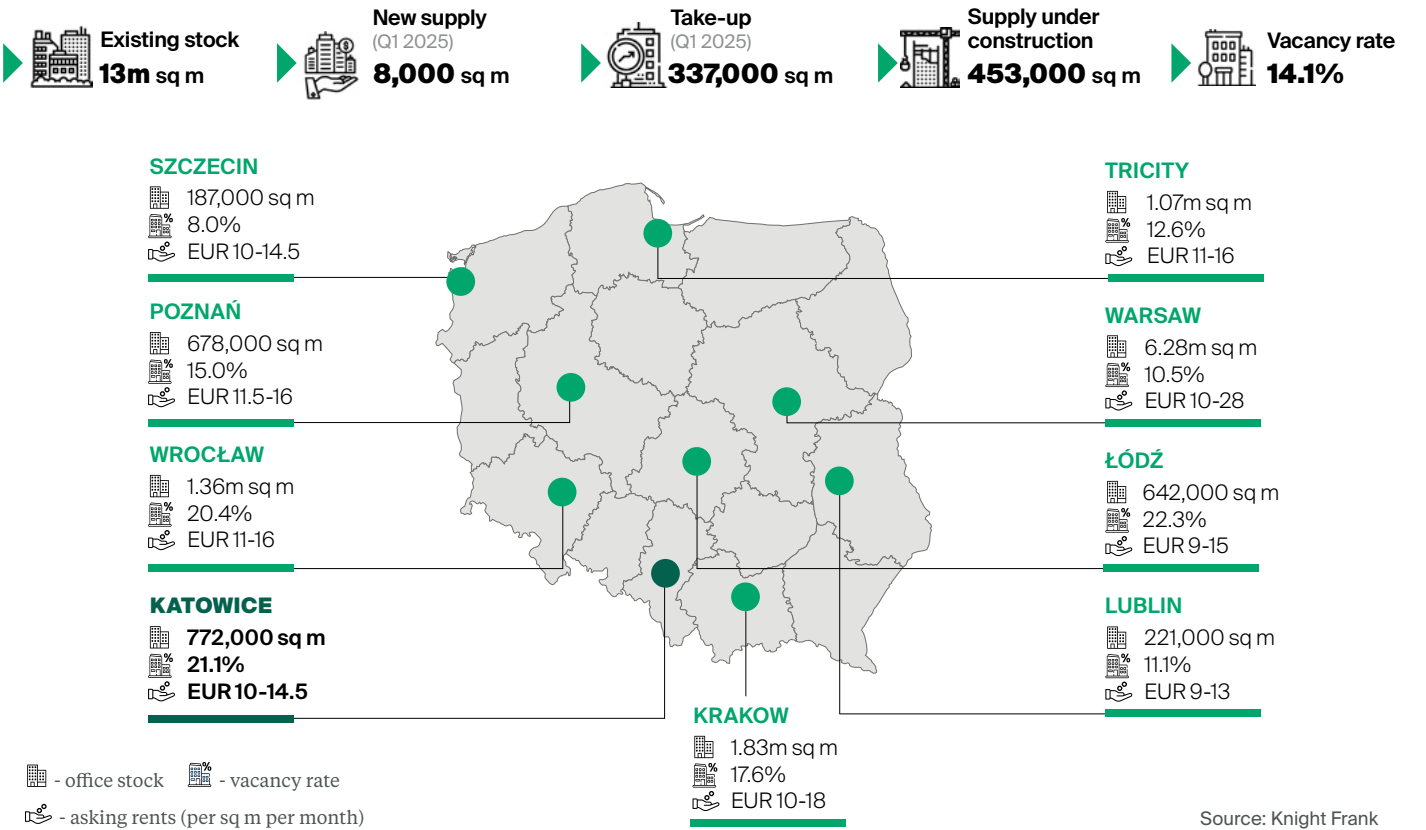 Existing stock
13m sq m
New supply
(Q1 2025)
8,000 sq m
Take-up
(Q1 2025)
337,000 sq m
Supply under
construction
453,000 sq m
Vacancy rate
14.1%
SZCZECIN
187,000 sq m
%
8.0%
EUR 10-14.5
POZNAŃ
678,000 sq m
%
15.0%
EUR 11.5-16
WROCŁAW
1.36m sq m
%
20.4%
EUR 11-16
KATOWICE
772,000 sq m
%
21.1%
EUR 10-14.5
TRICITY
1.07m sq m
%
12.6%
EUR 11-16
WARSAW
6.28m sq m
%
10.5%
EUR 10-28
ŁÓDŹ
642,000 sq m
%
22.3%
EUR 9-15
LUBLIN
221,000 sq m
%
11.1%
EUR 9-13
KRAKOW
1.83m sq m
%
17.6%
EUR 10-18
- office stock % - vacancy rate
- asking rents (per sq m per month)
Source: Knight Frank